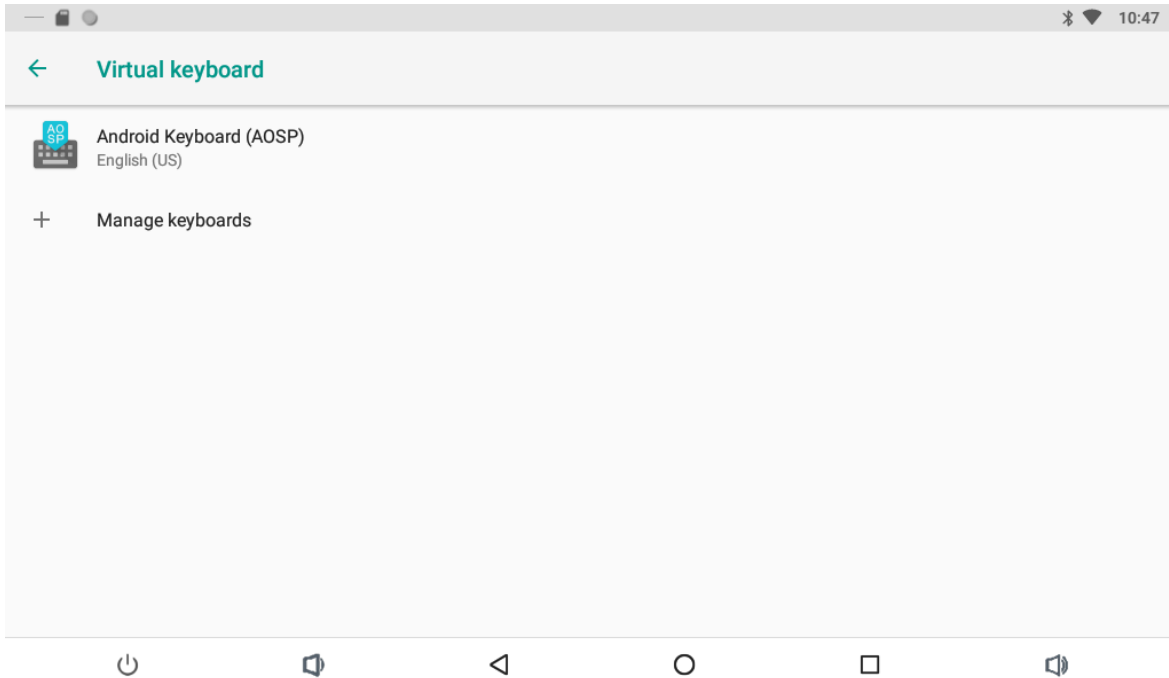 10:47
Virtual keyboard
AO
SP
Android Keyboard (AOSP)
English (US)
Manage keyboards